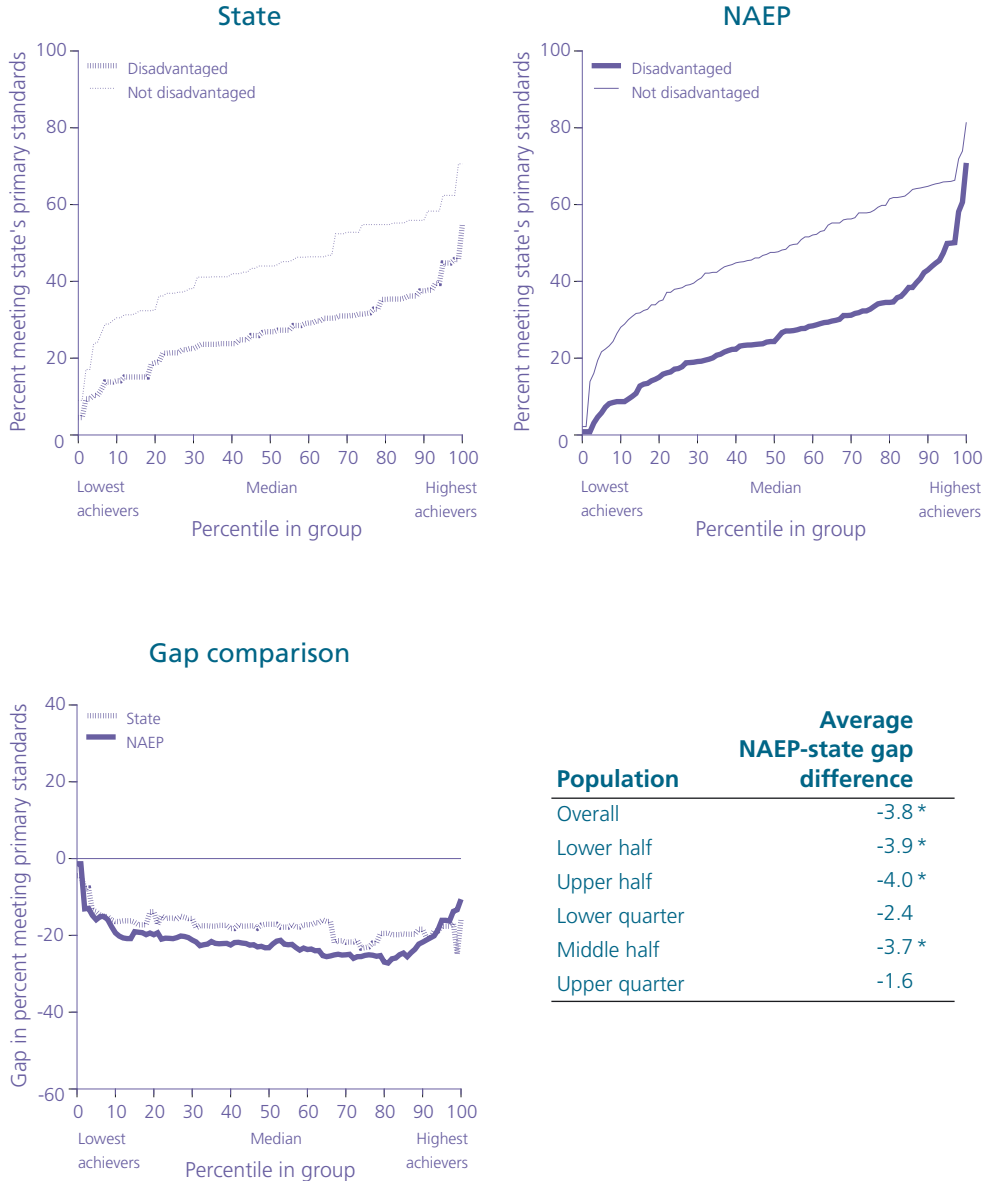 State
Percent meeting state's primary standards
100
80
60
40
20
0
Disadvantaged
Not disadvantaged
0 10 20 30 40 50 60 70 80 90 100
Lowest achievers
Median
Highest achievers
Percentile in group
NAEP
Percent meeting state's primary standards
100
80
60
40
20
0
Disadvantaged
Not disadvantaged
0 10 20 30 40 50 60 70 80 90 100
Lowest achievers
Median
Highest achievers
Percentile in group
Gap comparison
Gap in percent meeting primary standards
40
20
0
-20
-40
-60
State
NAEP
0 10 20 30 40 50 60 70 80 90 100
Lowest achievers
Median
Highest achievers
Percentile in group
Average
NAEP-state gap
Population difference
Overall -3.8 *
Lower half -3.9 *
Upper half -4.0 *
Lower quarter -2.4
Middle half -3.7 *
Upper quarter -1.6